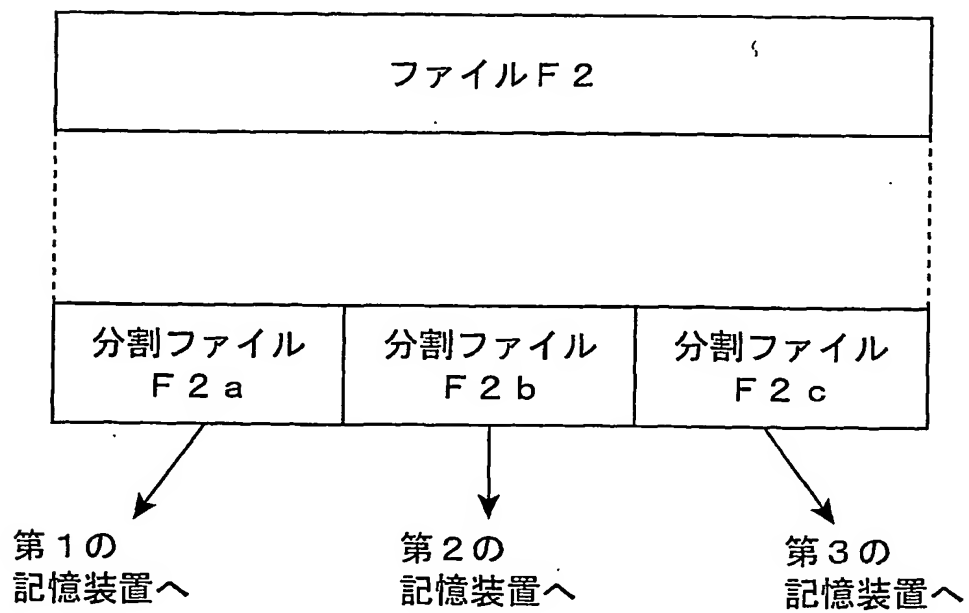 ファイルF2
分割ファイル
F2a
分割ファイル
F2b
分割ファイル
F2c
第1の
記憶装置へ
第2の
記憶装置へ
第3の
記憶装置へ